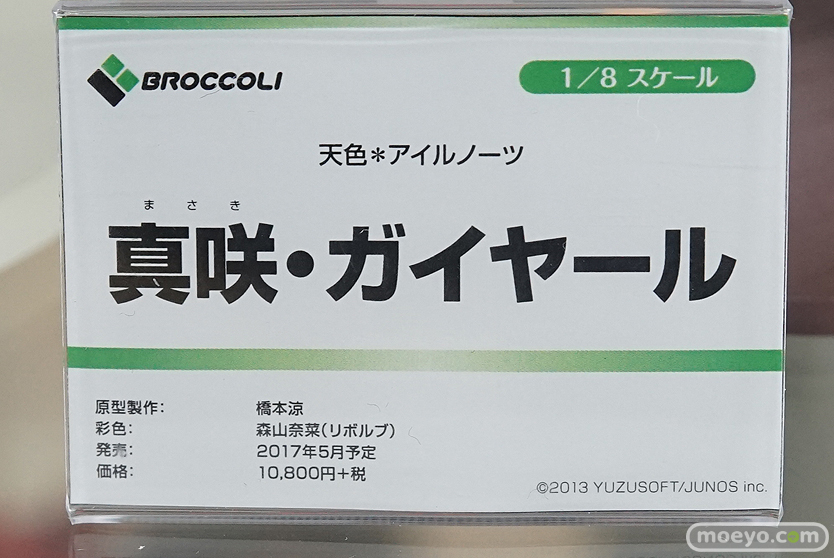 BROCCOLI
1/8 スケール
天色＊アイルノーツ
まさき
真咲・ガイヤール
原型製作： 橋本涼
彩色： 森山奈菜（リボルブ）
発売： 2017年5月予定
価格： 10,800円＋税
©2013 YUZUSOFT/JUNOS inc.
moeyo.com